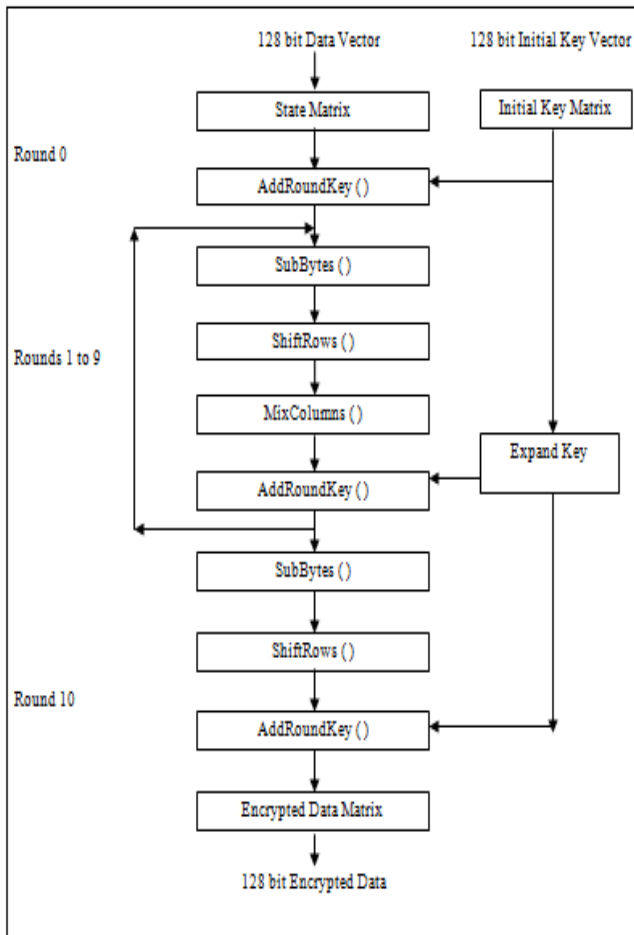 128 bit Data Vector
128 bit Initial Key Vector
State Matrix
Initial Key Matrix
Round 0
AddRoundKey ( )
SubBytes ( )
ShiftRows ( )
Rounds 1 to 9
MixColumns ( )
Expand Key
AddRoundKey ( )
SubBytes ( )
ShiftRows ( )
Round 10
AddRoundKey ( )
Encrypted Data Matrix
128 bit Encrypted Data